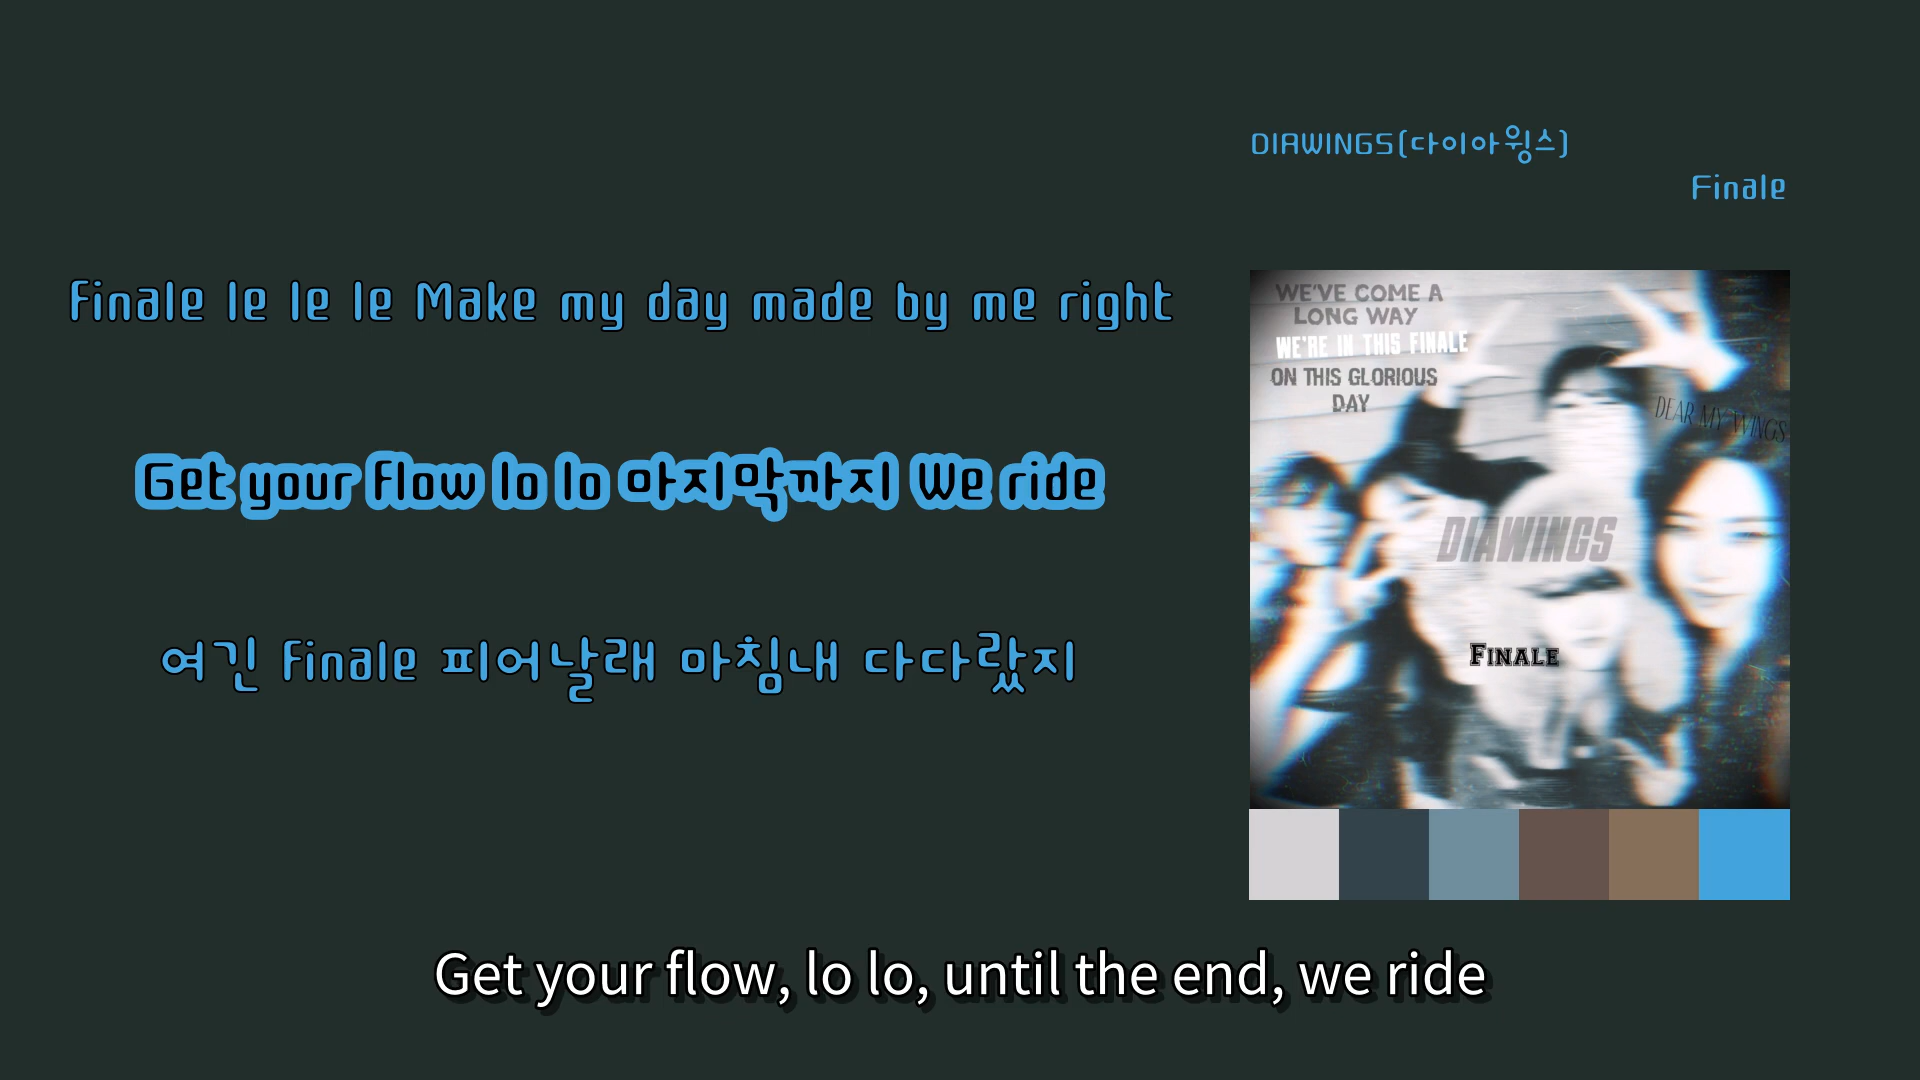 DIAWINGS(다이아윙스)
Finale
Finale le le le Make my day made by me right
Get your flow lo lo 마지막까지 We ride
여긴 Finale 피어날래 마침내 다다랐지
WE'VE COME A
LONG WAY
WE'RE IN THIS FINALE
ON THIS GLORIOUS
DAY
DEAR MY WINGS
DIAWINGS
FINALE
Get your flow, lo lo, until the end, we ride